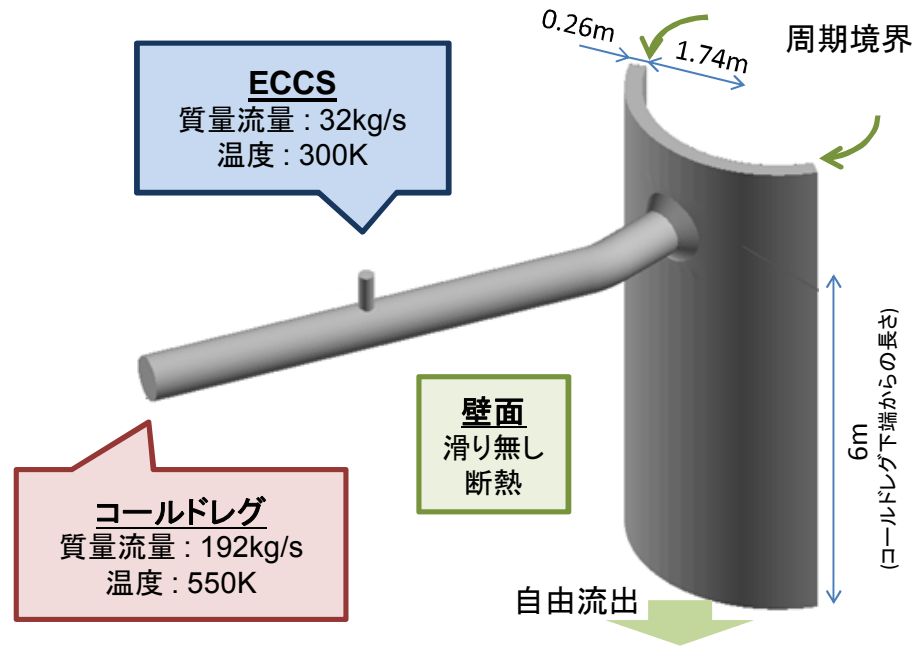 0.26m
1.74m
周期境界
ECCS
質量流量 : 32kg/s
温度 : 300K
壁面
滑り無し
断熱
6m
(コールドレグ下端からの長さ)
コールドレグ
質量流量 : 192kg/s
温度 : 550K
自由流出